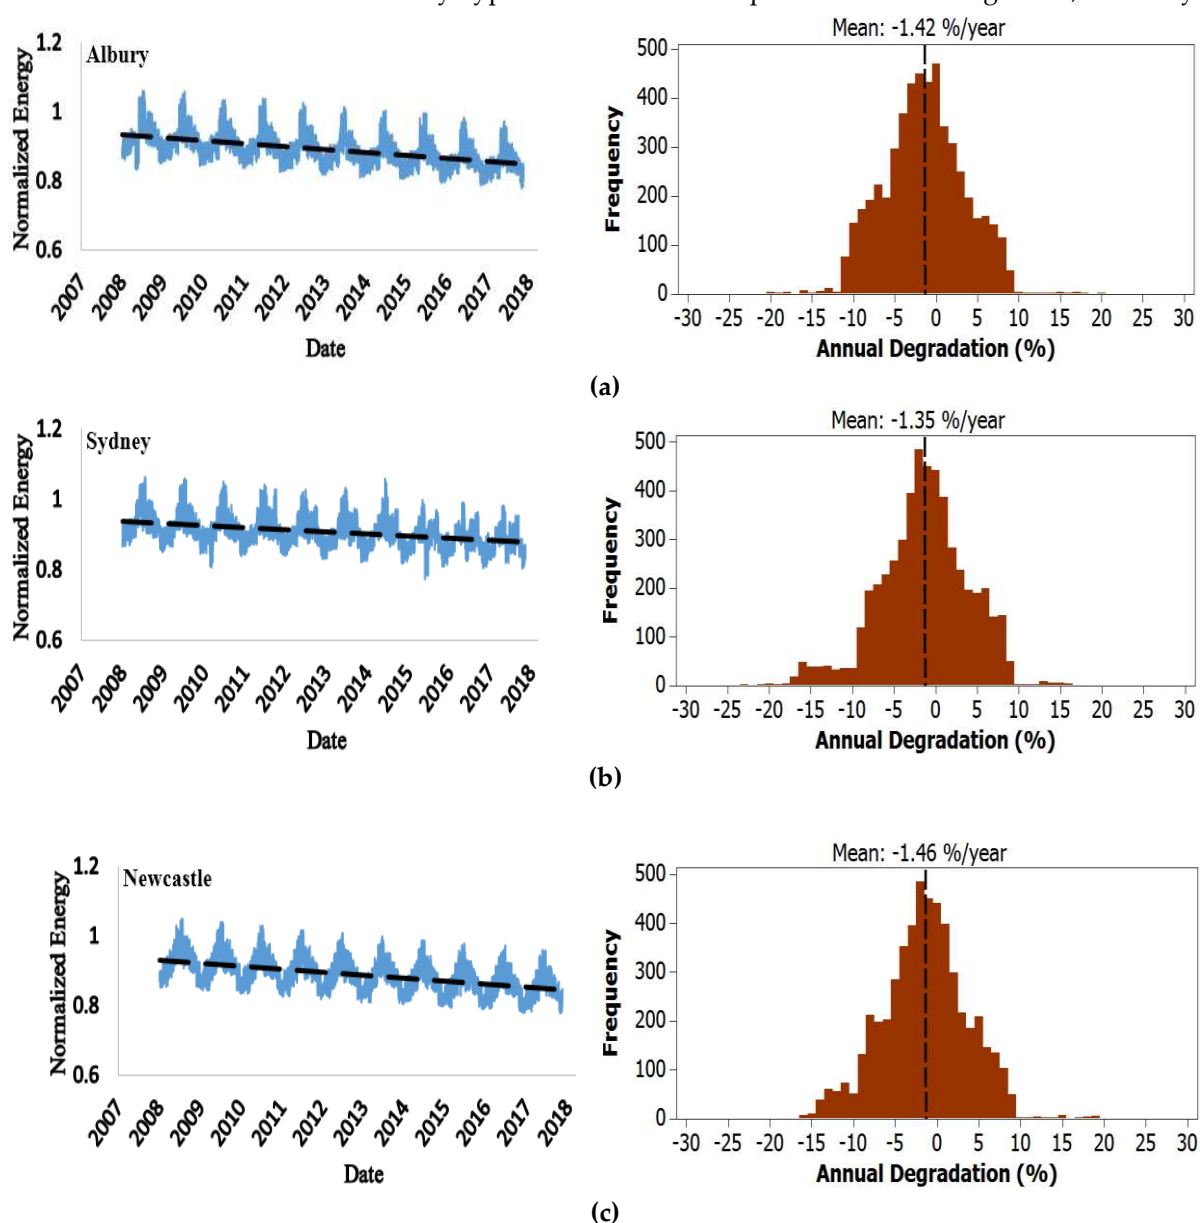 Albury
Normalized Energy
1.2
1
0.8
0.6
2007 2008 2009 2010 2011 2012 2013 2014 2015 2016 2017 2018
Date
Mean: -1.42 %/year
Frequency
500
400
300
200
100
0
-30 -25 -20 -15 -10 -5 0 5 10 15 20 25 30
Annual Degradation (%)
(a)
Sydney
Normalized Energy
1.2
1
0.8
0.6
2007 2008 2009 2010 2011 2012 2013 2014 2015 2016 2017 2018
Date
Mean: -1.35 %/year
Frequency
500
400
300
200
100
0
-30 -25 -20 -15 -10 -5 0 5 10 15 20 25 30
Annual Degradation (%)
(b)
Newcastle
Normalized Energy
1.2
1
0.8
0.6
2007 2008 2009 2010 2011 2012 2013 2014 2015 2016 2017 2018
Date
Mean: -1.46 %/year
Frequency
500
400
300
200
100
0
-30 -25 -20 -15 -10 -5 0 5 10 15 20 25 30
Annual Degradation (%)
(c)